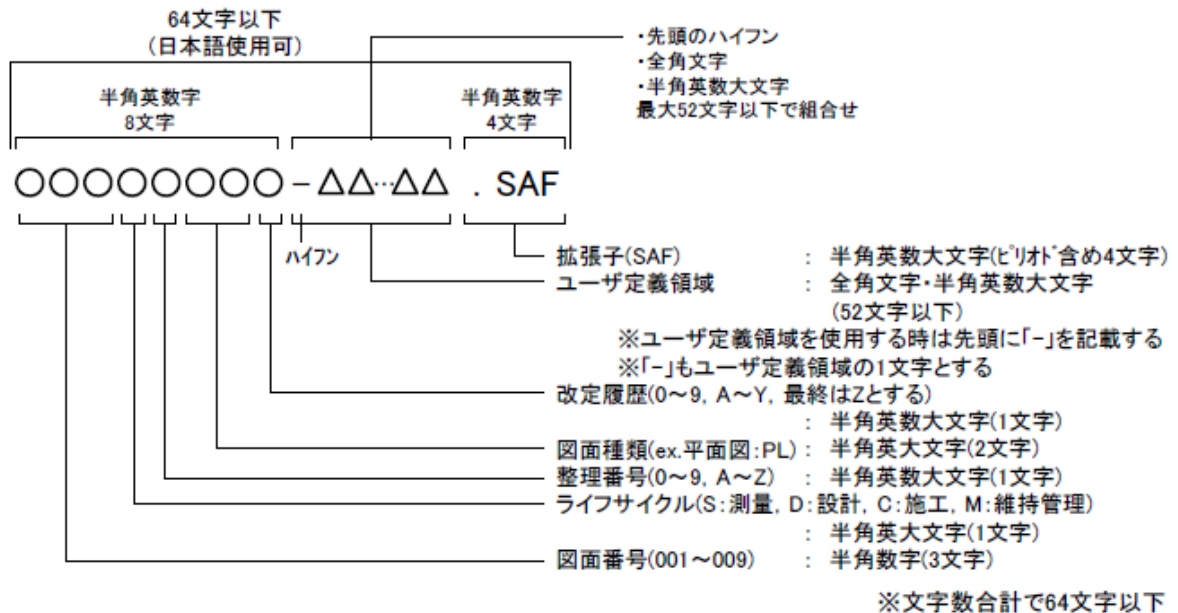 64文字以下
(日本語使用可)
・先頭のハイフン
・全角文字
・半角英数大文字
最大52文字以下で組合せ
半角英数字
8文字
半角英数字
4文字
○○○○○○○○-△△…△△．SAF
ﾊｲﾌﾝ
拡張子(SAF) : 半角英数大文字(ﾋﾟﾘｵﾄﾞ含め4文字)
ユーザ定義領域 : 全角文字・半角英数大文字
(52文字以下)
※ユーザ定義領域を使用する時は先頭に「-」を記載する
※「-」もユーザ定義領域の1文字とする
改定履歴(0～9, A～Y, 最終はZとする)
: 半角英数大文字(1文字)
図面種類(ex.平面図:PL) : 半角英大文字(2文字)
整理番号(0～9, A～Z) : 半角英数大文字(1文字)
ライフサイクル(S:測量, D:設計, C:施工, M:維持管理)
: 半角英大文字(1文字)
図面番号(001～009) : 半角数字(3文字)
※文字数合計で64文字以下